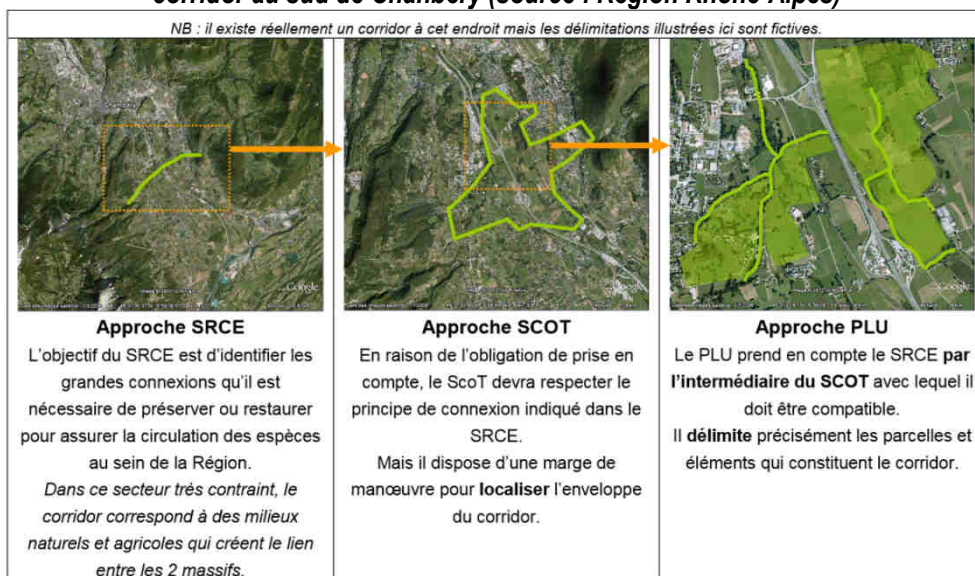 corridor du sud de Chambéry (source : Région Rhône-Alpes)
NB : il existe réellement un corridor à cet endroit mais les délimitations illustrées ici sont fictives.
Chambéry
Google
Google
Google
Approche SRCE
L'objectif du SRCE est d'identifier les
grandes connexions qu'il est
nécessaire de préserver ou restaurer
pour assurer la circulation des espèces
au sein de la Région.
Dans ce secteur très contraint, le
corridor correspond à des milieux
naturels et agricoles qui créent le lien
entre les 2 massifs.
Approche SCOT
En raison de l'obligation de prise en
compte, le ScoT devra respecter le
principe de connexion indiqué dans le
SRCE.
Mais il dispose d'une marge de
manœuvre pour localiser l'enveloppe
du corridor.
Approche PLU
Le PLU prend en compte le SRCE par
l'intermédiaire du SCOT avec lequel il
doit être compatible.
Il délimite précisément les parcelles et
éléments qui constituent le corridor.